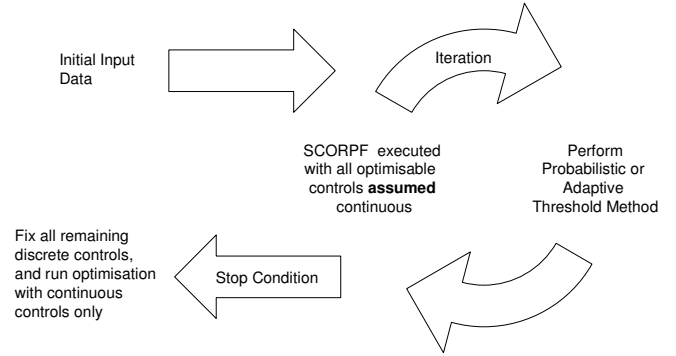 Initial Input
Data
Iteration
SCORPF executed
with all optimisable
controls assumed
continuous
Perform
Probabilistic or
Adaptive
Threshold Method
Fix all remaining
discrete controls,
and run optimisation
with continuous
controls only
Stop Condition